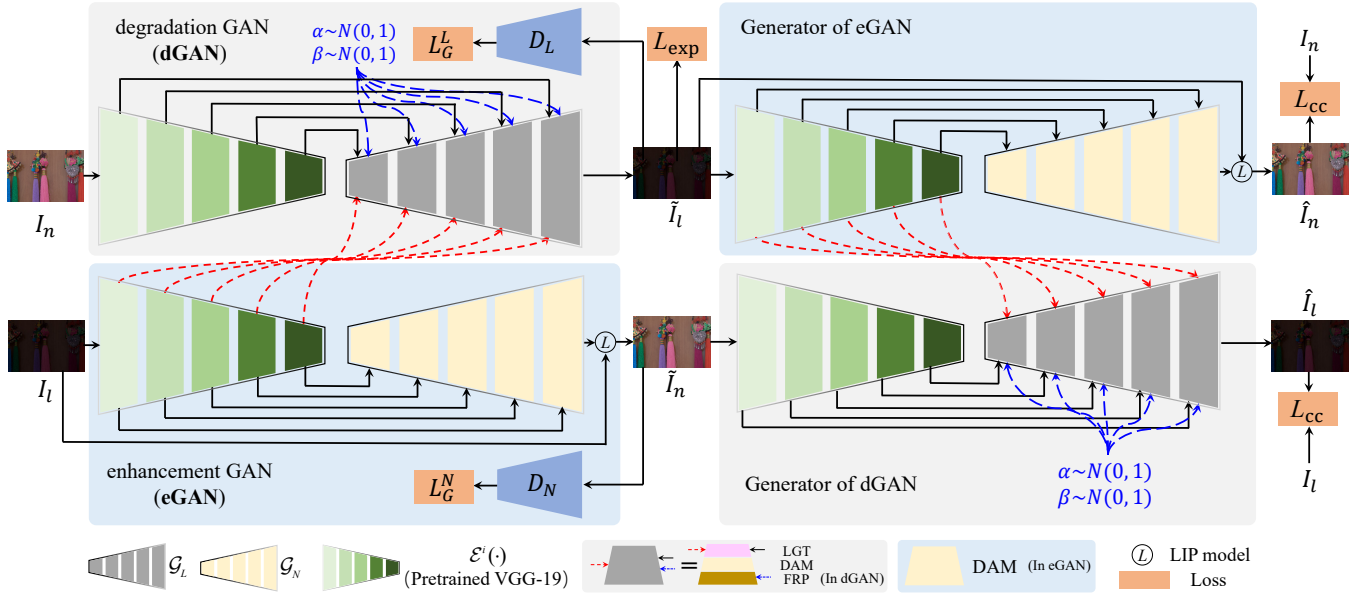 degradation GAN
(dGAN)
α~N(0,1)
β~N(0,1)
L_G^L
D_L
L_exp
Generator of eGAN
I_n
L_cc
L
I_n
Ĩ_l
Î_n
Î_l
I_l
L
Ĩ_n
L_cc
enhancement GAN
(eGAN)
L_G^N
D_N
Generator of dGAN
α~N(0,1)
β~N(0,1)
I_l
𝒢_L
𝒢_N
ℰ^i(·)
(Pretrained VGG-19)
=
LGT
DAM
FRP
(In dGAN)
DAM (In eGAN)
L LIP model
Loss